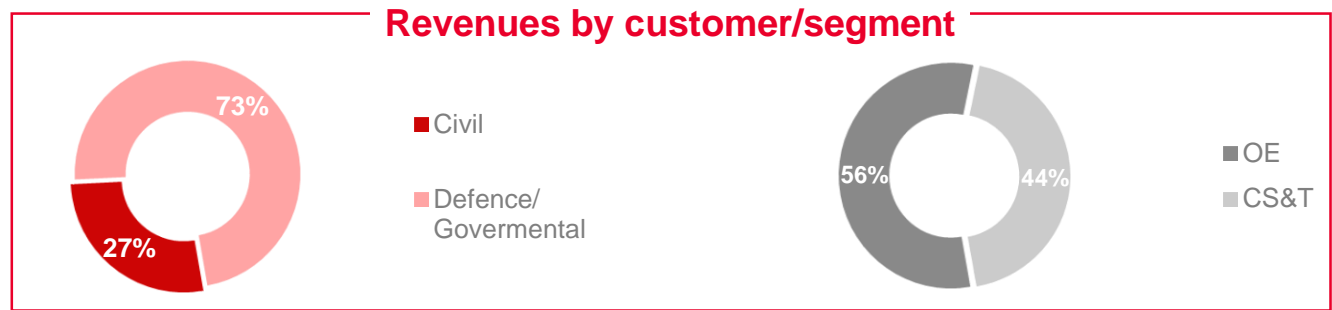 Revenues by customer/segment
73%
27%
Civil
Defence/
Govermental
56%
44%
OE
CS&T